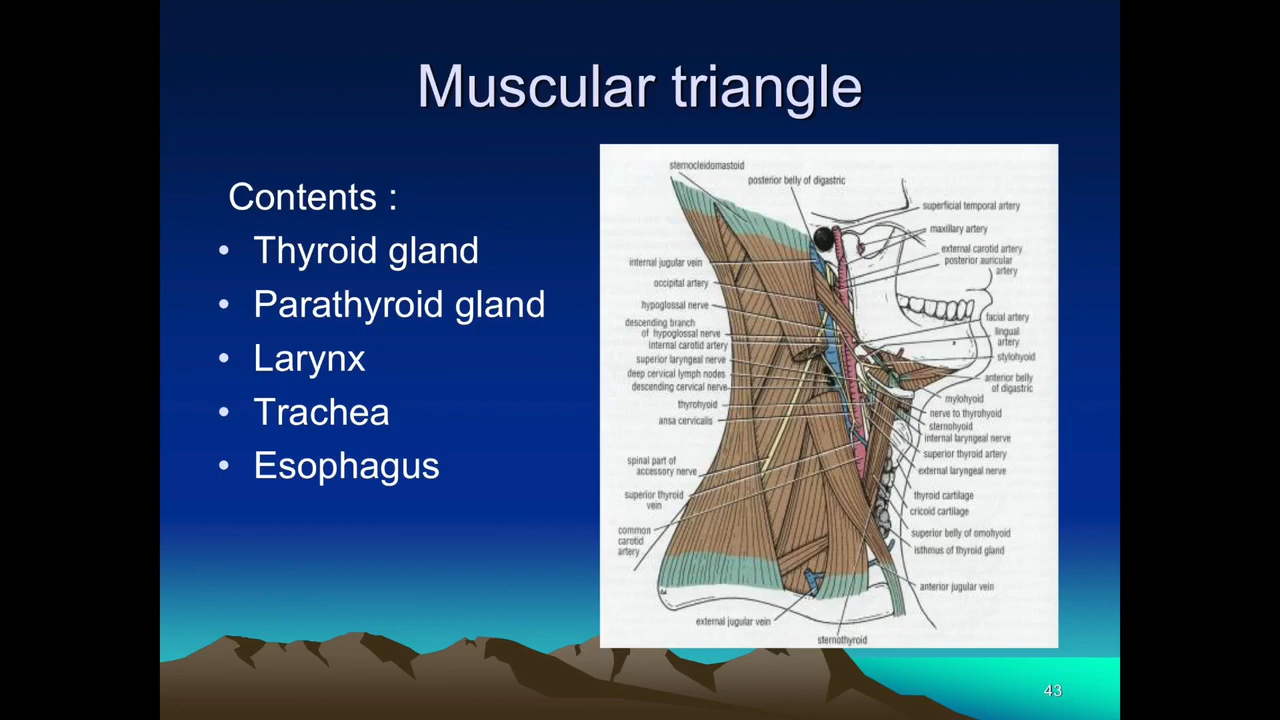 Muscular triangle
Contents :
• Thyroid gland
• Parathyroid gland
• Larynx
• Trachea
• Esophagus
sternocleidomastoid
posterior belly of digastric
internal jugular vein
occipital artery
hypoglossal nerve
descending branch
of hypoglossal nerve
internal carotid artery
superior laryngeal nerve
deep cervical lymph nodes
descending cervical nerve
thyrohyoid
ansa cervicalis
spinal part of
accessory nerve
superior thyroid
vein
common
carotid
artery
external jugular vein
sternothyroid
superficial temporal artery
maxillary artery
external carotid artery
posterior auricular
artery
facial artery
lingual
artery
stylohyoid
anterior belly
of digastric
mylohyoid
nerve to thyrohyoid
sternohyoid
internal laryngeal nerve
superior thyroid artery
external laryngeal nerve
thyroid cartilage
cricoid cartilage
superior belly of omohyoid
isthmus of thyroid gland
anterior jugular vein
43